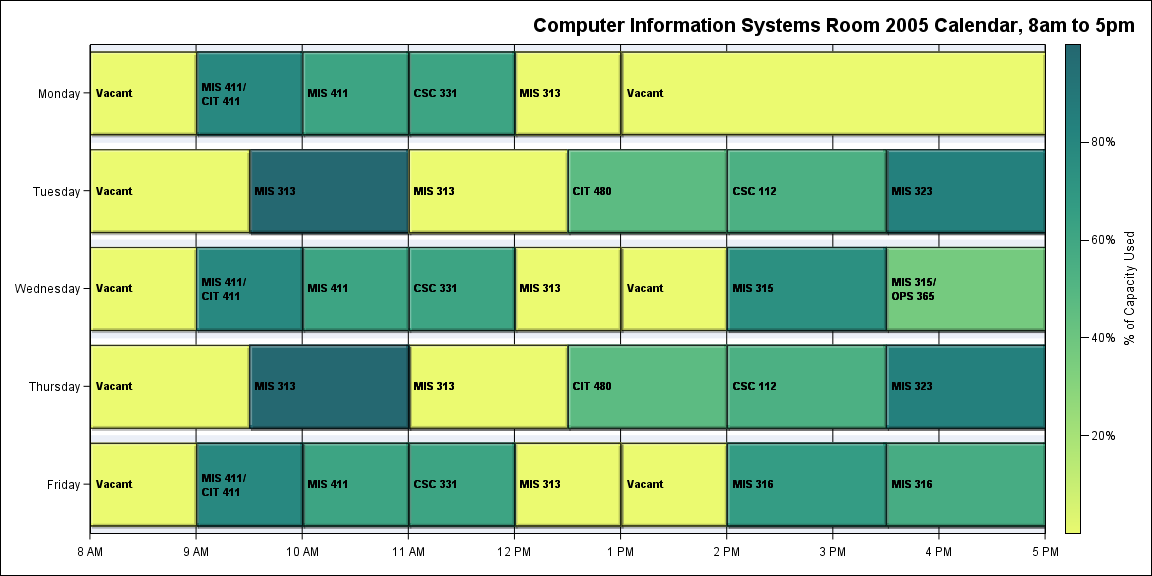 Computer Information Systems Room 2005 Calendar, 8am to 5pm
Monday
Vacant
MIS 411/
CIT 411
MIS 411
CSC 331
MIS 313
Vacant
Tuesday
Vacant
MIS 313
MIS 313
CIT 480
CSC 112
MIS 323
Wednesday
Vacant
MIS 411/
CIT 411
MIS 411
CSC 331
MIS 313
Vacant
MIS 315
MIS 315/
OPS 365
Thursday
Vacant
MIS 313
MIS 313
CIT 480
CSC 112
MIS 323
Friday
Vacant
MIS 411/
CIT 411
MIS 411
CSC 331
MIS 313
Vacant
MIS 316
MIS 316
8 AM
9 AM
10 AM
11 AM
12 PM
1 PM
2 PM
3 PM
4 PM
5 PM
80%
60%
40%
20%
% of Capacity Used